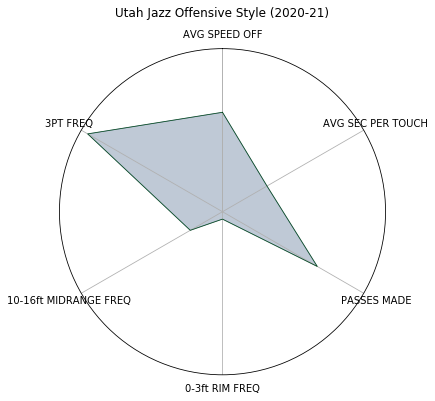 Utah Jazz Offensive Style (2020-21)
AVG SPEED OFF
3PT FREQ
AVG SEC PER TOUCH
10-16ft MIDRANGE FREQ
PASSES MADE
0-3ft RIM FREQ